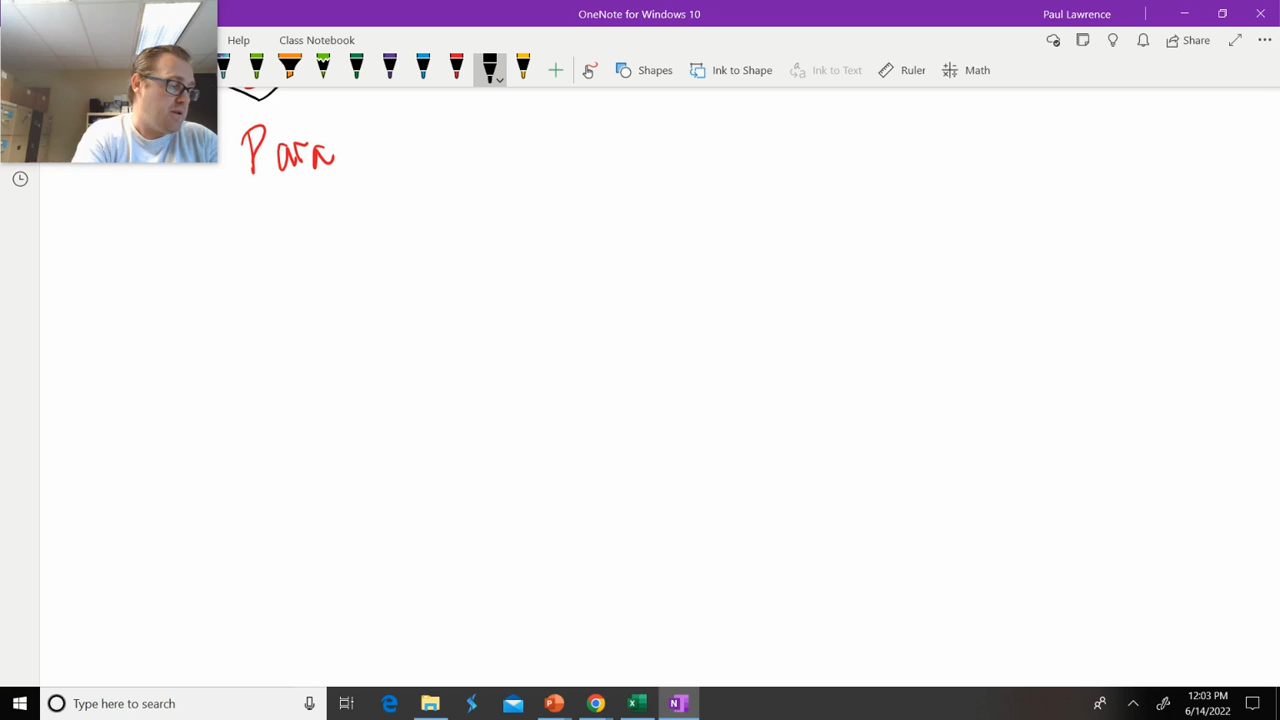 OneNote for Windows 10
Paul Lawrence
Help Class Notebook
Share
Shapes Ink to Shape Ink to Text Ruler Math
Para
Type here to search
12:03 PM
6/14/2022